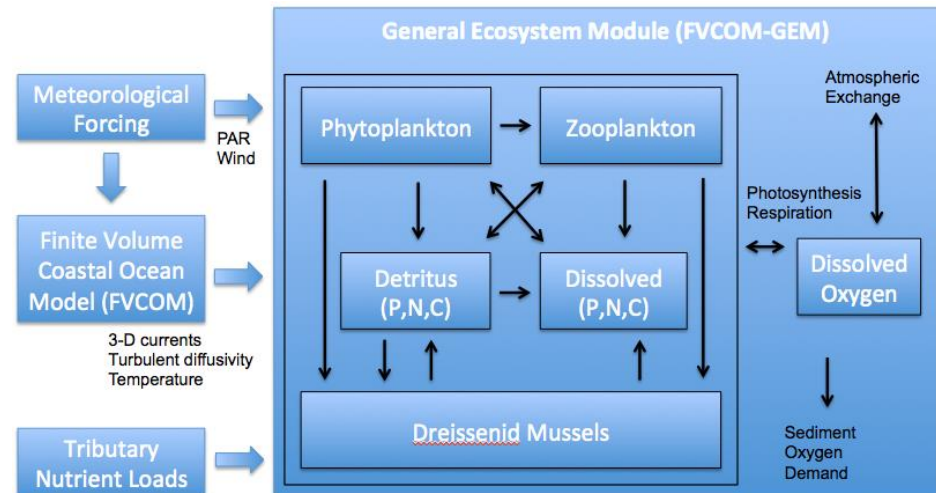 General Ecosystem Module (FVCOM-GEM)
Meteorological
Forcing
PAR
Wind
Finite Volume
Coastal Ocean
Model (FVCOM)
3-D currents
Turbulent diffusivity
Temperature
Tributary
Nutrient Loads
Phytoplankton
Zooplankton
Detritus
(P,N,C)
Dissolved
(P,N,C)
Dreissenid Mussels
Atmospheric
Exchange
Photosynthesis
Respiration
Dissolved
Oxygen
Sediment
Oxygen
Demand